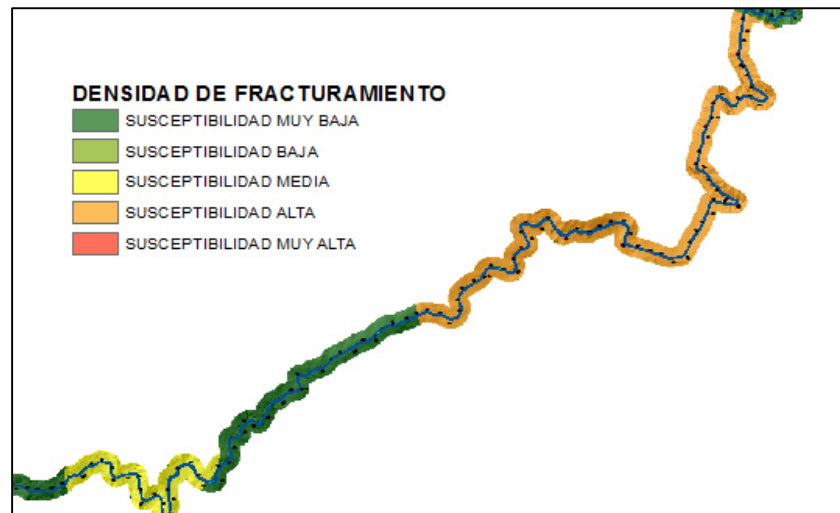 DENSIDAD DE FRACTURAMIENTO
SUSCEPTIBILIDAD MUY BAJA
SUSCEPTIBILIDAD BAJA
SUSCEPTIBILIDAD MEDIA
SUSCEPTIBILIDAD ALTA
SUSCEPTIBILIDAD MUY ALTA